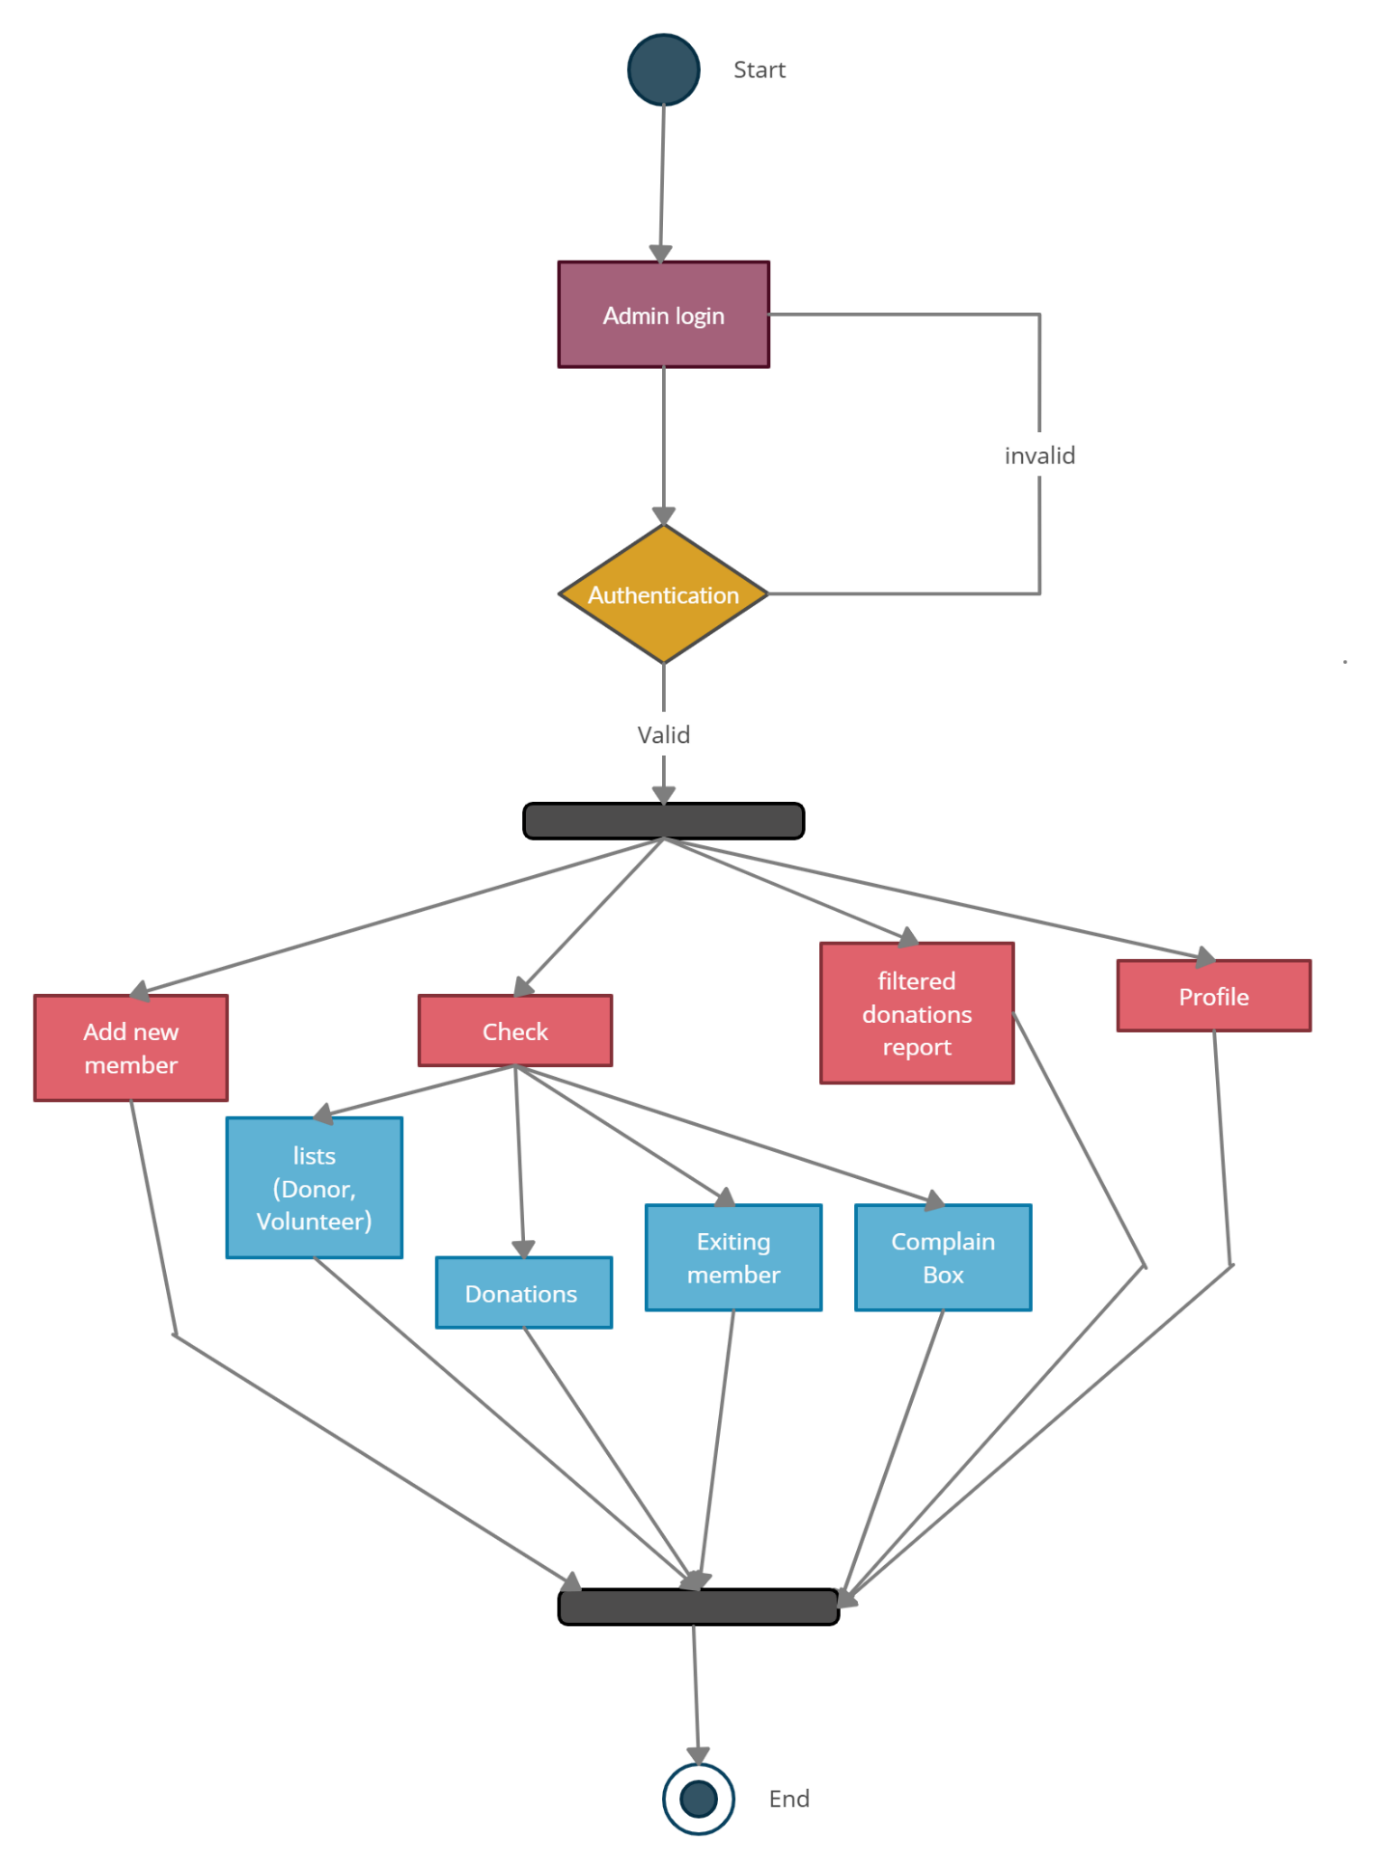 Start
Admin login
invalid
Authentication
Valid
Add new
member
Check
filtered
donations
report
Profile
lists
(Donor,
Volunteer)
Donations
Exiting
member
Complain
Box
End